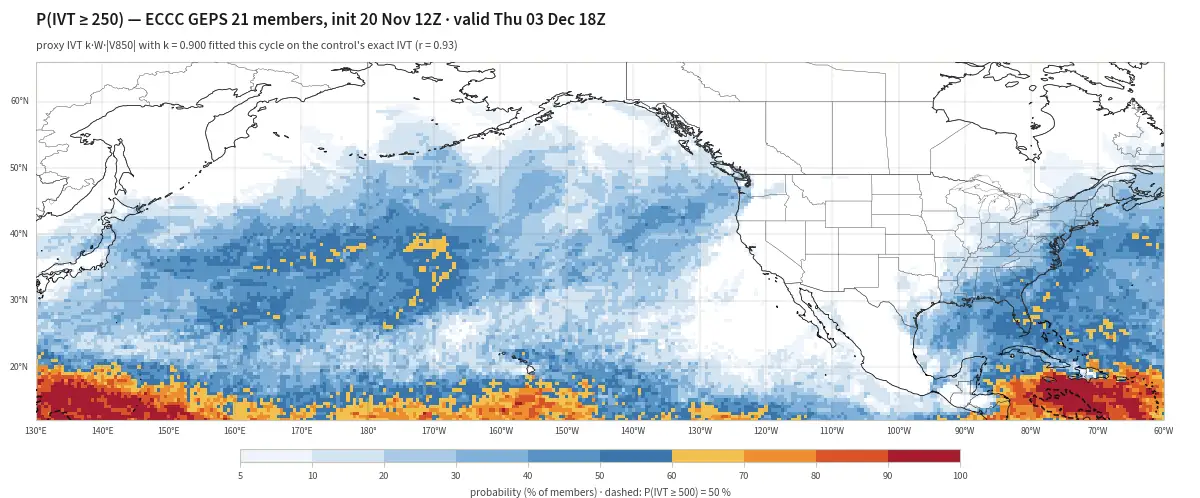 P(IVT ≥ 250) — ECCC GEPS 21 members, init 20 Nov 12Z · valid Thu 03 Dec 18Z
proxy IVT k·W·|V850| with k = 0.900 fitted this cycle on the control's exact IVT (r = 0.93)
60°N
50°N
40°N
30°N
20°N
130°E 140°E 150°E 160°E 170°E 180° 170°W 160°W 150°W 140°W 130°W 120°W 110°W 100°W 90°W 80°W 70°W 60°W
5 10 20 30 40 50 60 70 80 90 100
probability (% of members) · dashed: P(IVT ≥ 500) = 50 %